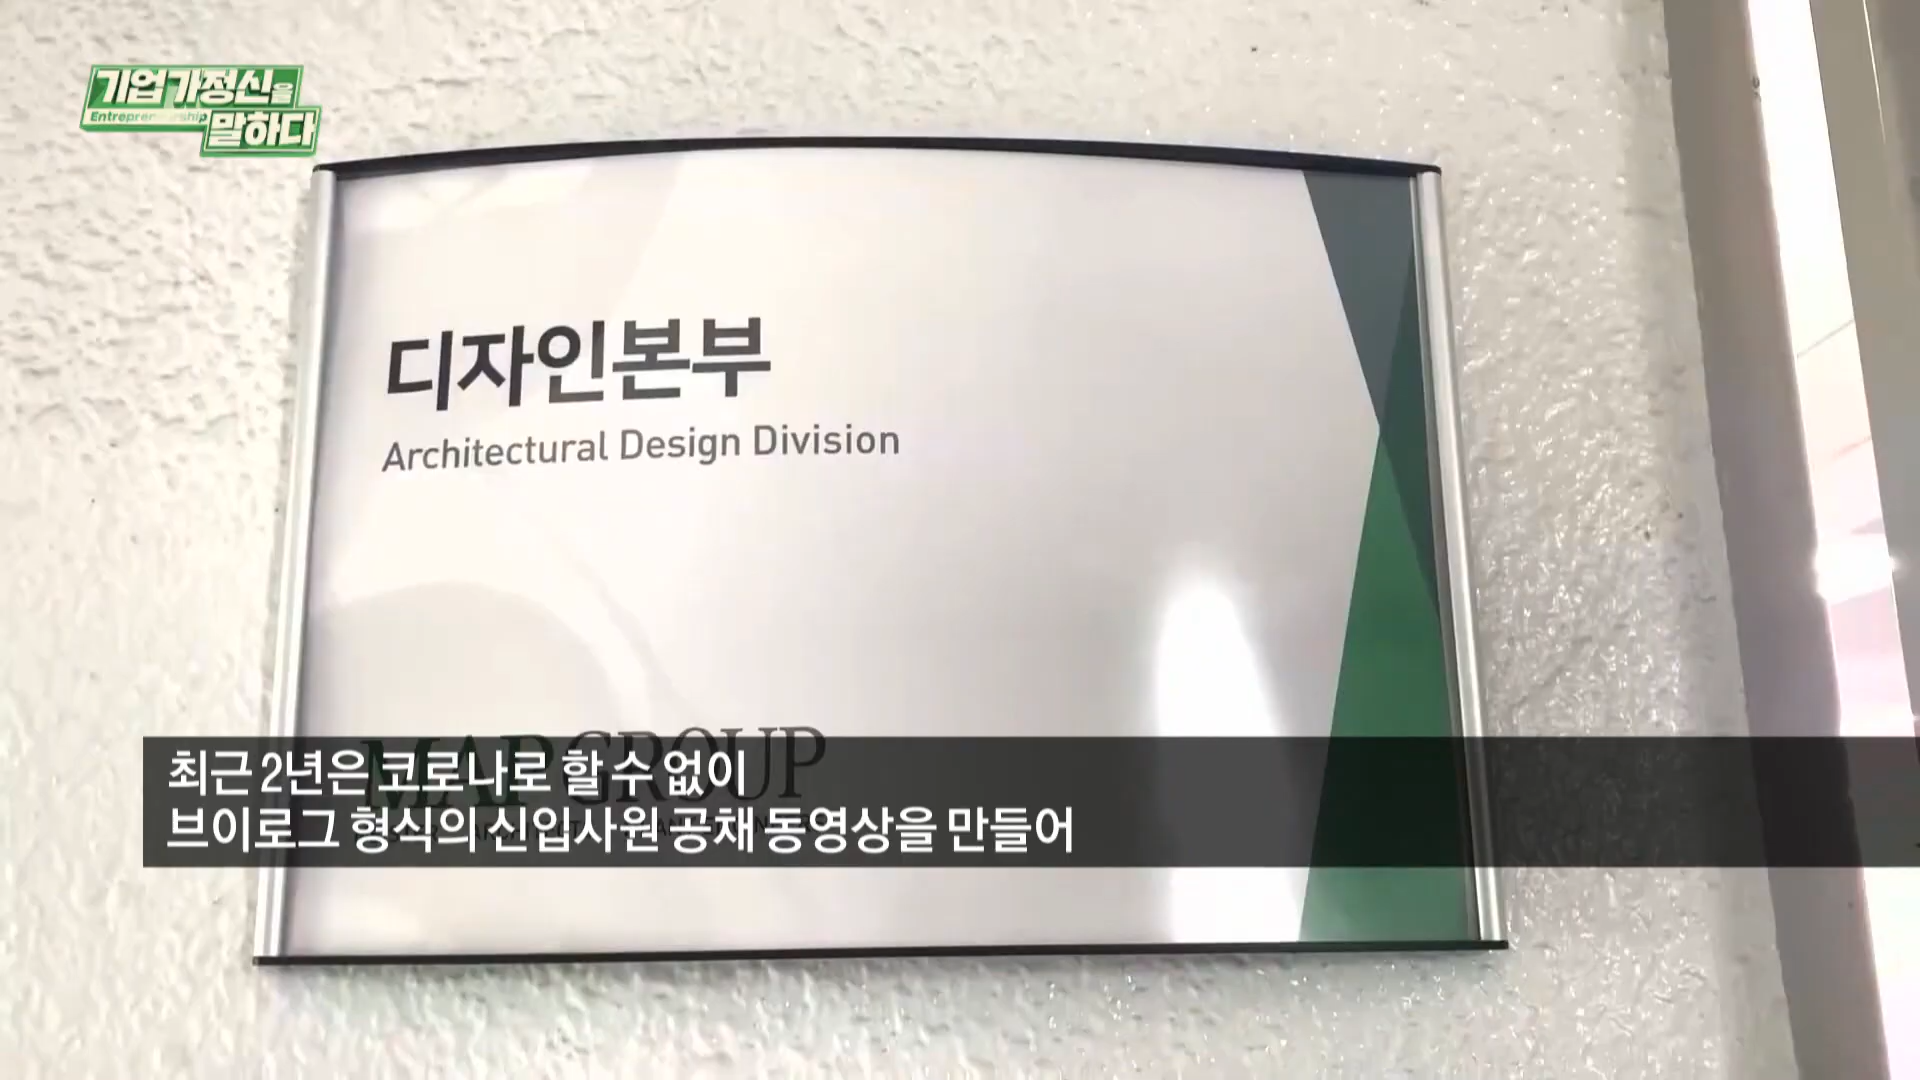 기업가정신을
Entrepreneurship
말하다
디자인본부
Architectural Design Division
MAP GROUP
최근 2년은 코로나로 할 수 없이
브이로그 형식의 신입사원 공채 동영상을 만들어